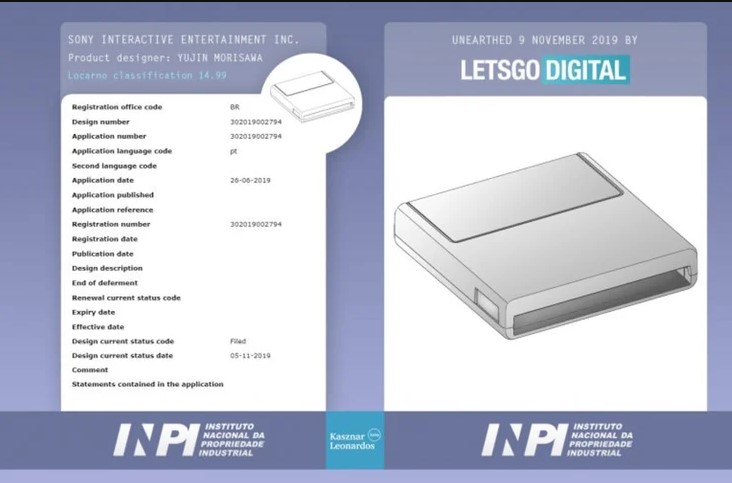 SONY INTERACTIVE ENTERTAINMENT INC.
Product designer: YUJIN MORISAWA
Locarno classification 14.99
Registration office code BR
Design number 302019002794
Application number 302019002794
Application language code pt
Second language code
Application date 26-06-2019
Application published
Application reference
Registration number 302019002794
Registration date
Publication date
Design description
End of deferment
Renewal current status code
Expiry date
Effective date
Design current status code Filed
Design current status date 05-11-2019
Comment
Statements contained in the application
INPI INSTITUTO
NACIONAL DA
PROPRIEDADE
INDUSTRIAL
Kasznar
Leonardos
UNEARTHED 9 NOVEMBER 2019 BY
LETSGO DIGITAL
INPI INSTITUTO
NACIONAL DA
PROPRIEDADE
INDUSTRIAL